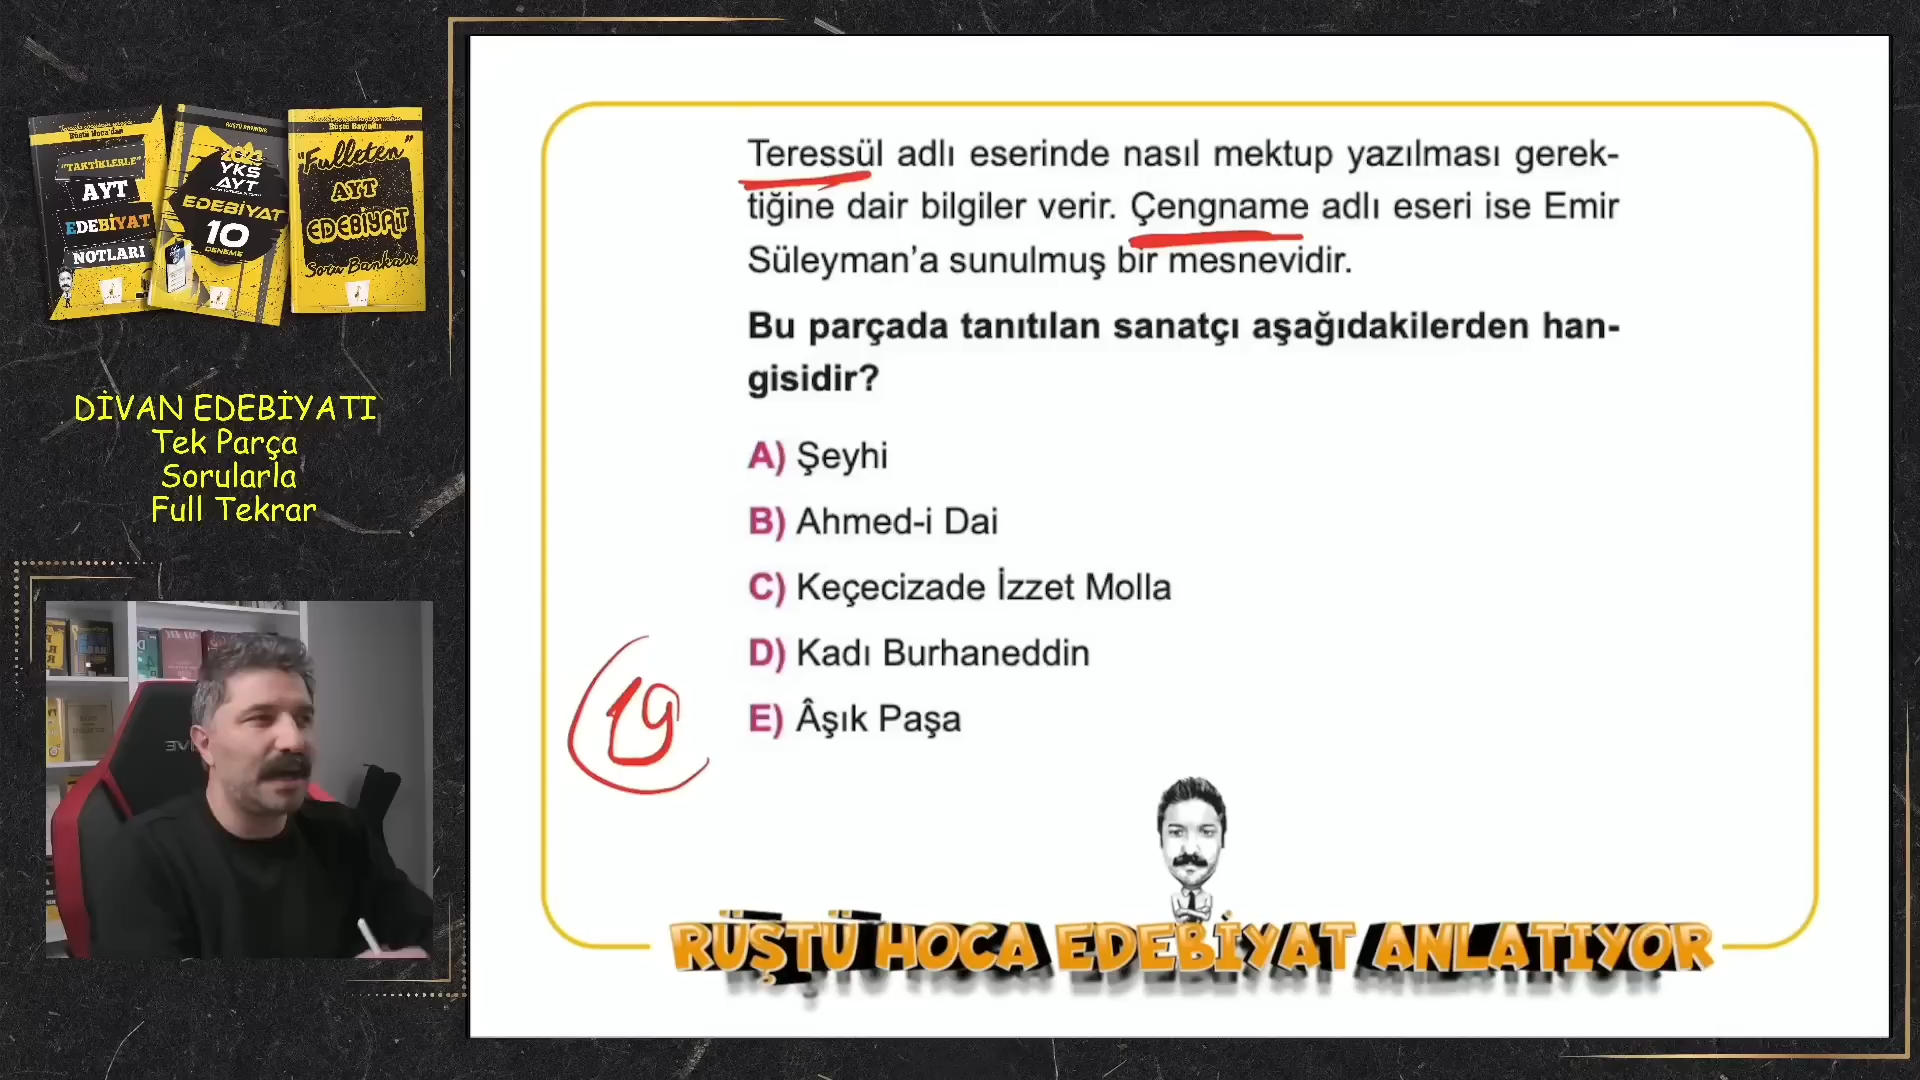 "TAKTİKLERLE"
AYT
EDEBİYAT
NOTLARI
YKS
AYT
EDEBİYAT
10
DENEME
"Fulleten"
AYT
EDEBİYAT
Soru Bankası
DİVAN EDEBİYATI
Tek Parça
Sorularla
Full Tekrar
Teressül adlı eserinde nasıl mektup yazılması gerek-
tiğine dair bilgiler verir. Çengname adlı eseri ise Emir
Süleyman'a sunulmuş bir mesnevidir.
Bu parçada tanıtılan sanatçı aşağıdakilerden han-
gisidir?
A) Şeyhi
B) Ahmed-i Dai
C) Keçecizade İzzet Molla
D) Kadı Burhaneddin
E) Âşık Paşa
19
RÜŞTÜ HOCA EDEBİYAT ANLATIYOR